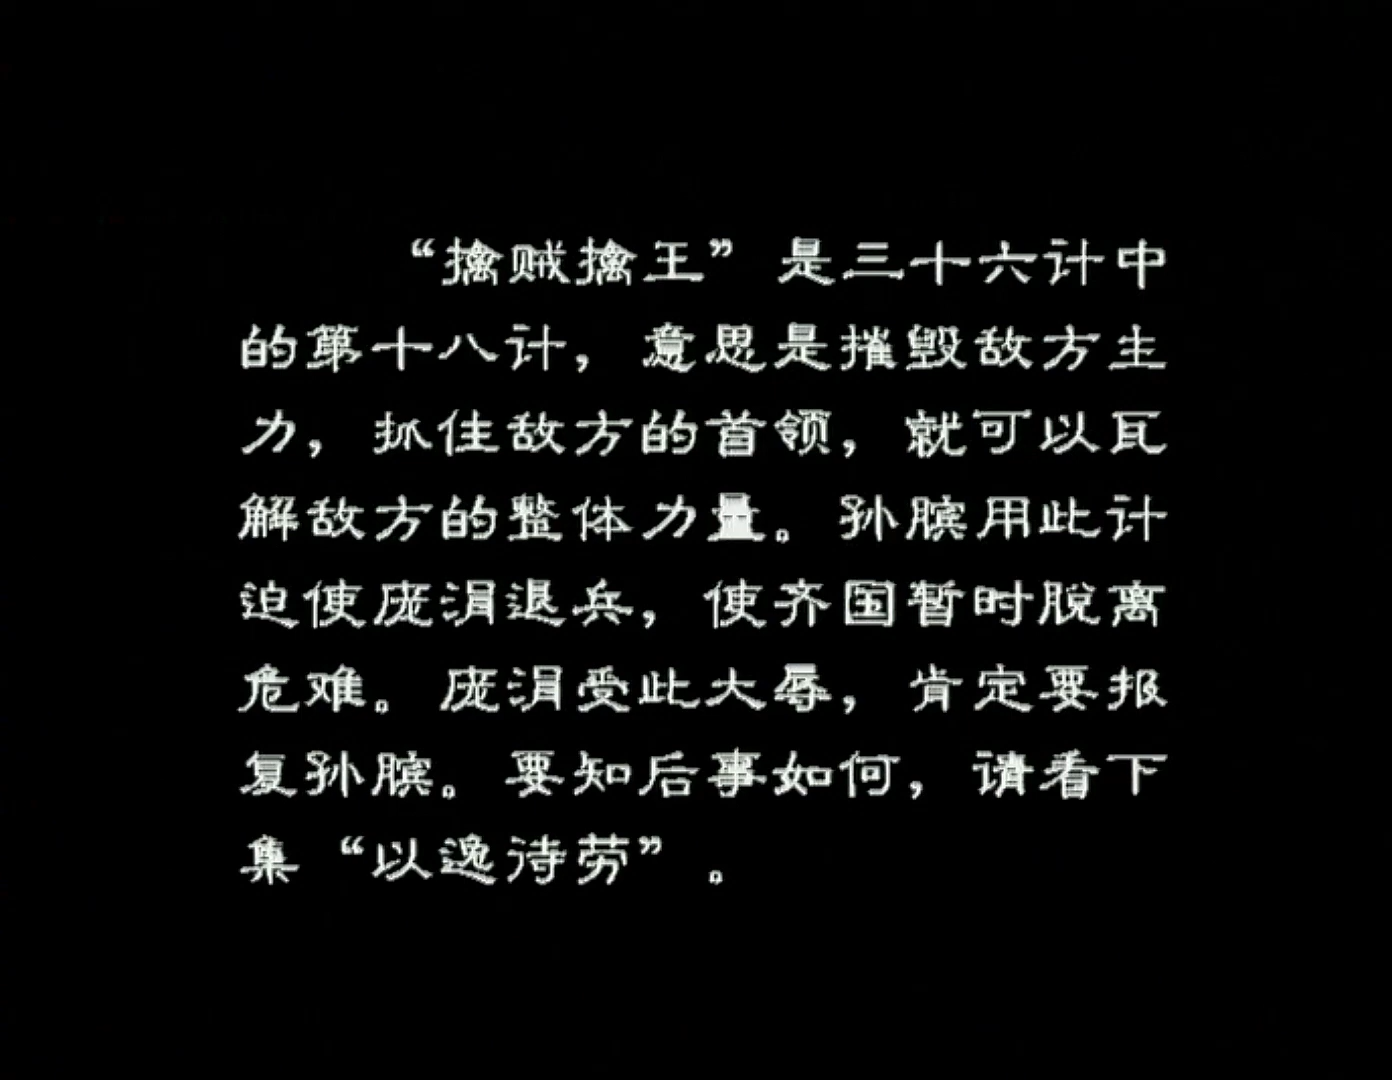 “擒贼擒王”是三十六计中
的第十八计，意思是摧毁敌方主
力，抓住敌方的首领，就可以瓦
解敌方的整体力量。孙膑用此计
迫使庞涓退兵，使齐国暂时脱离
危难。庞涓受此大辱，肯定要报
复孙膑。要知后事如何，请看下
集“以逸待劳”。